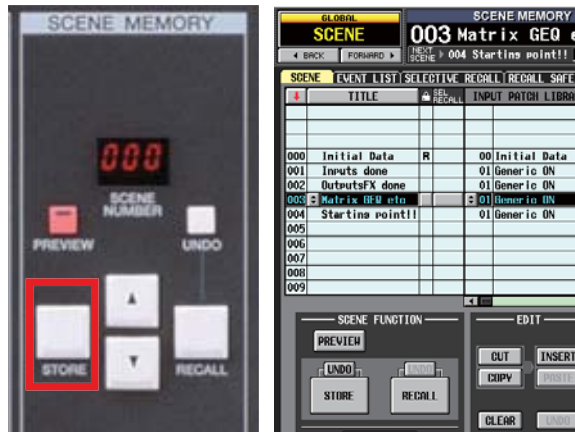 SCENE MEMORY
000
SCENE
NUMBER
PREVIEW
UNDO
STORE
RECALL
GLOBAL
SCENE
SCENE MEMORY
003 Matrix GEQ e
BACK
FORWARD
NEXT SCENE 004 Starting point!!
SCENE EVENT LIST SELECTIVE RECALL RECALL SAFE
TITLE SEL RECALL INPUT PATCH LIBRA
000 Initial Data R 00 Initial Data
001 Inputs done 01 Generic ON
002 OutputsFX done 01 Generic ON
003 Matrix GEQ etc 01 Generic ON
004 Starting point!! 01 Generic ON
005
006
007
008
009
SCENE FUNCTION
EDIT
PREVIEW
CUT INSERT
UNDO UNDO
COPY PASTE
STORE RECALL
CLEAR UNDO